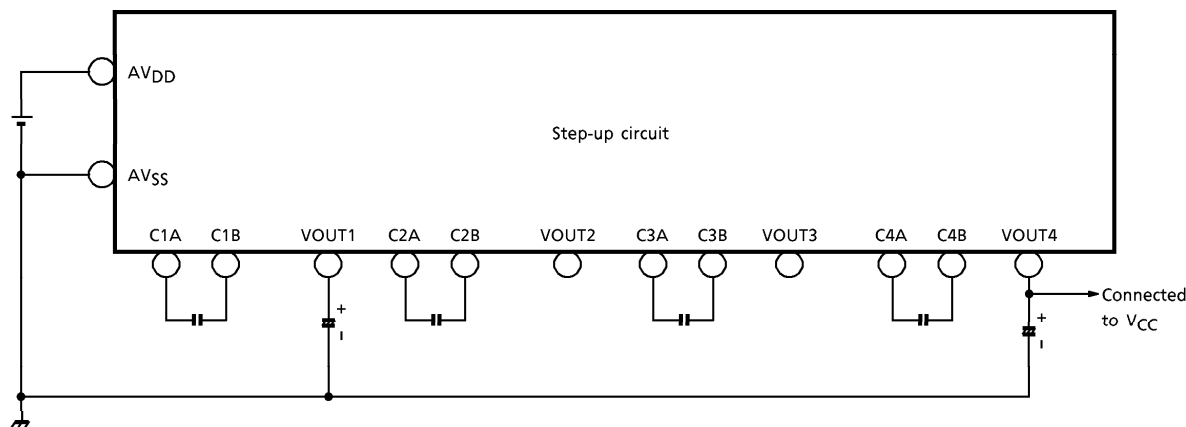 AVDD
Step-up circuit
AVSS
C1A C1B VOUT1 C2A C2B VOUT2 C3A C3B VOUT3 C4A C4B VOUT4
+
−
+
−
Connected
to VCC